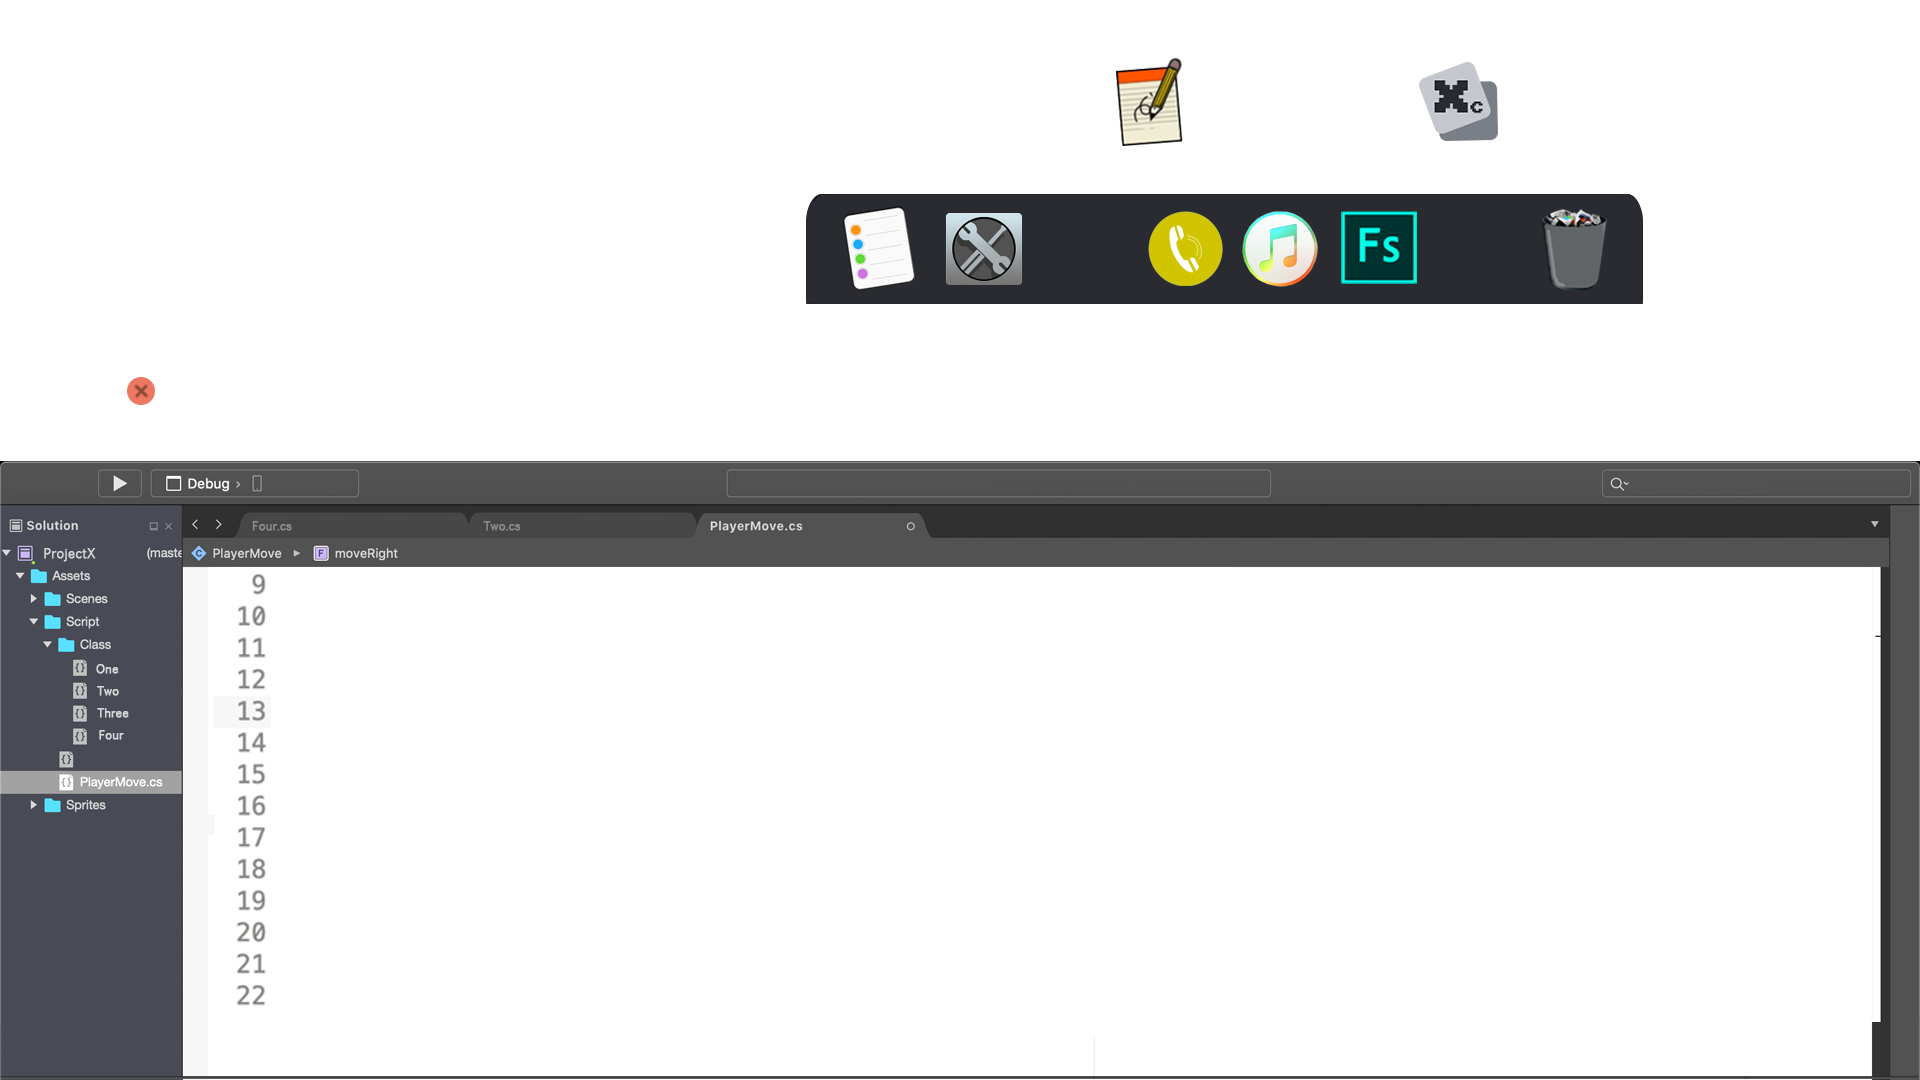 Xc
Fs
Debug
Solution
Four.cs
Two.cs
PlayerMove.cs
ProjectX
(maste
C PlayerMove
F moveRight
Assets
Scenes
Script
Class
{} One
{} Two
{} Three
{} Four
{}
{} PlayerMove.cs
Sprites
9
10
11
12
13
14
15
16
17
18
19
20
21
22